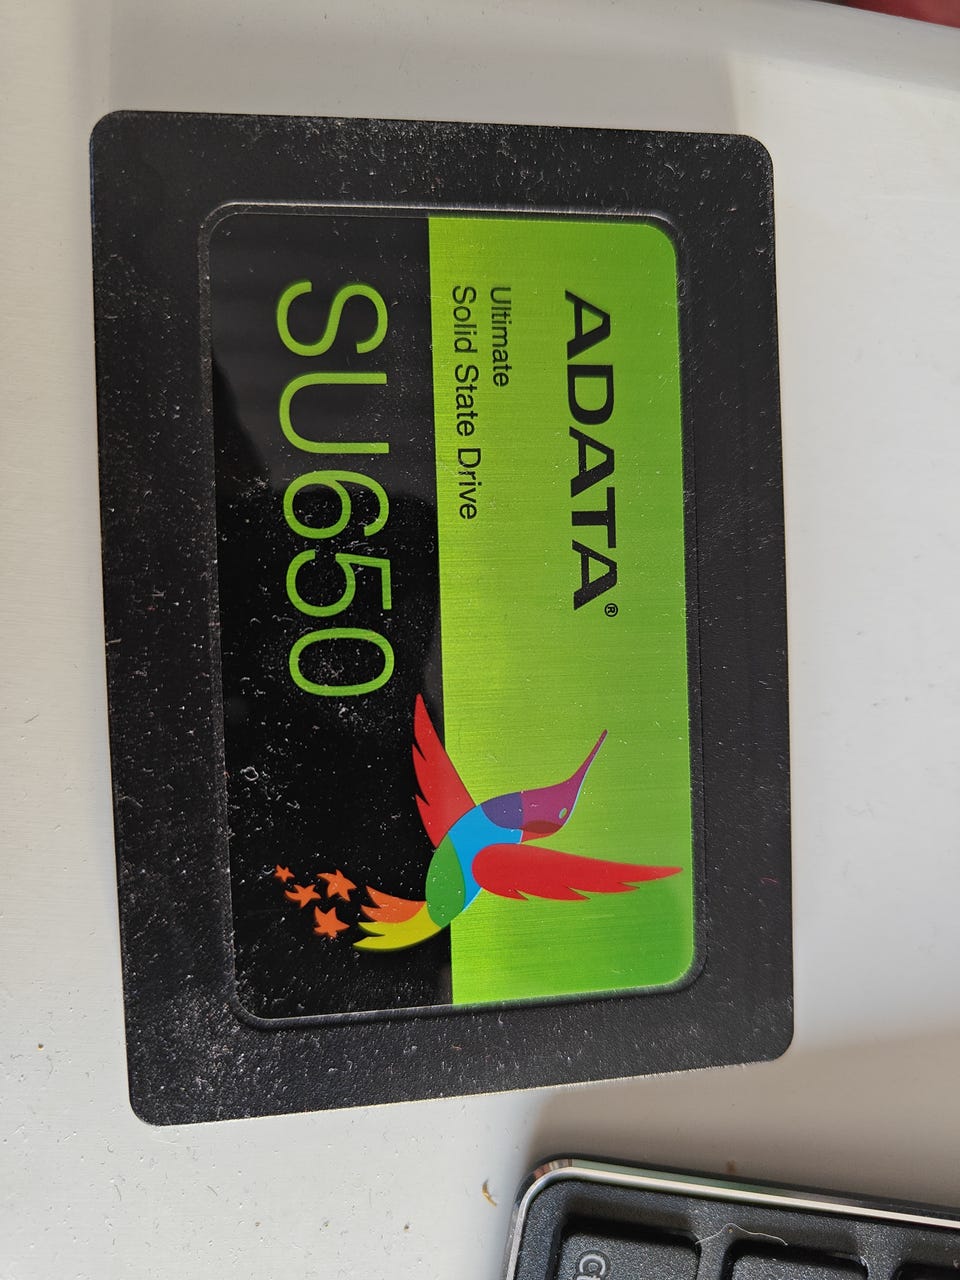 ADATA®
Ultimate
Solid State Drive
SU650